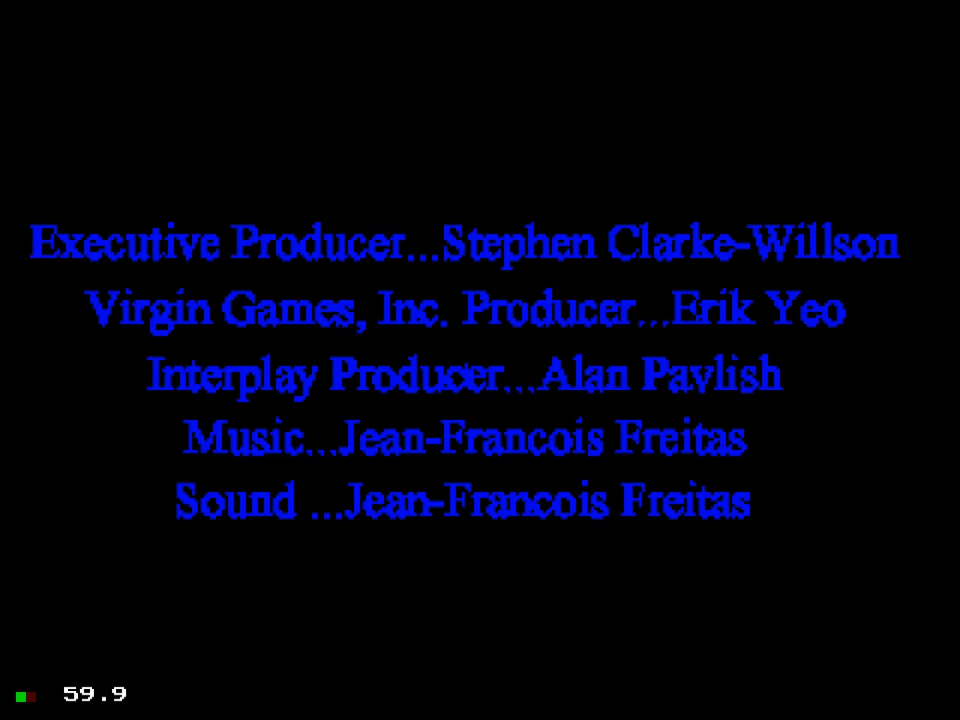 Executive Producer...Stephen Clarke-Willson
Virgin Games, Inc. Producer...Erik Yeo
Interplay Producer...Alan Pavlish
Music...Jean-Francois Freitas
Sound ...Jean-Francois Freitas
59.9